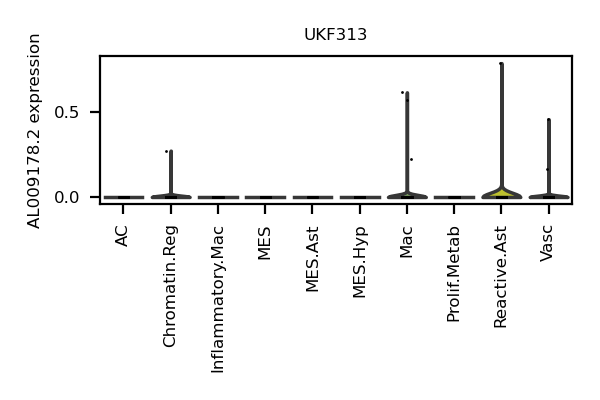 UKF313
AL009178.2 expression
0.5
0.0
AC
Chromatin.Reg
Inflammatory.Mac
MES
MES.Ast
MES.Hyp
Mac
Prolif.Metab
Reactive.Ast
Vasc